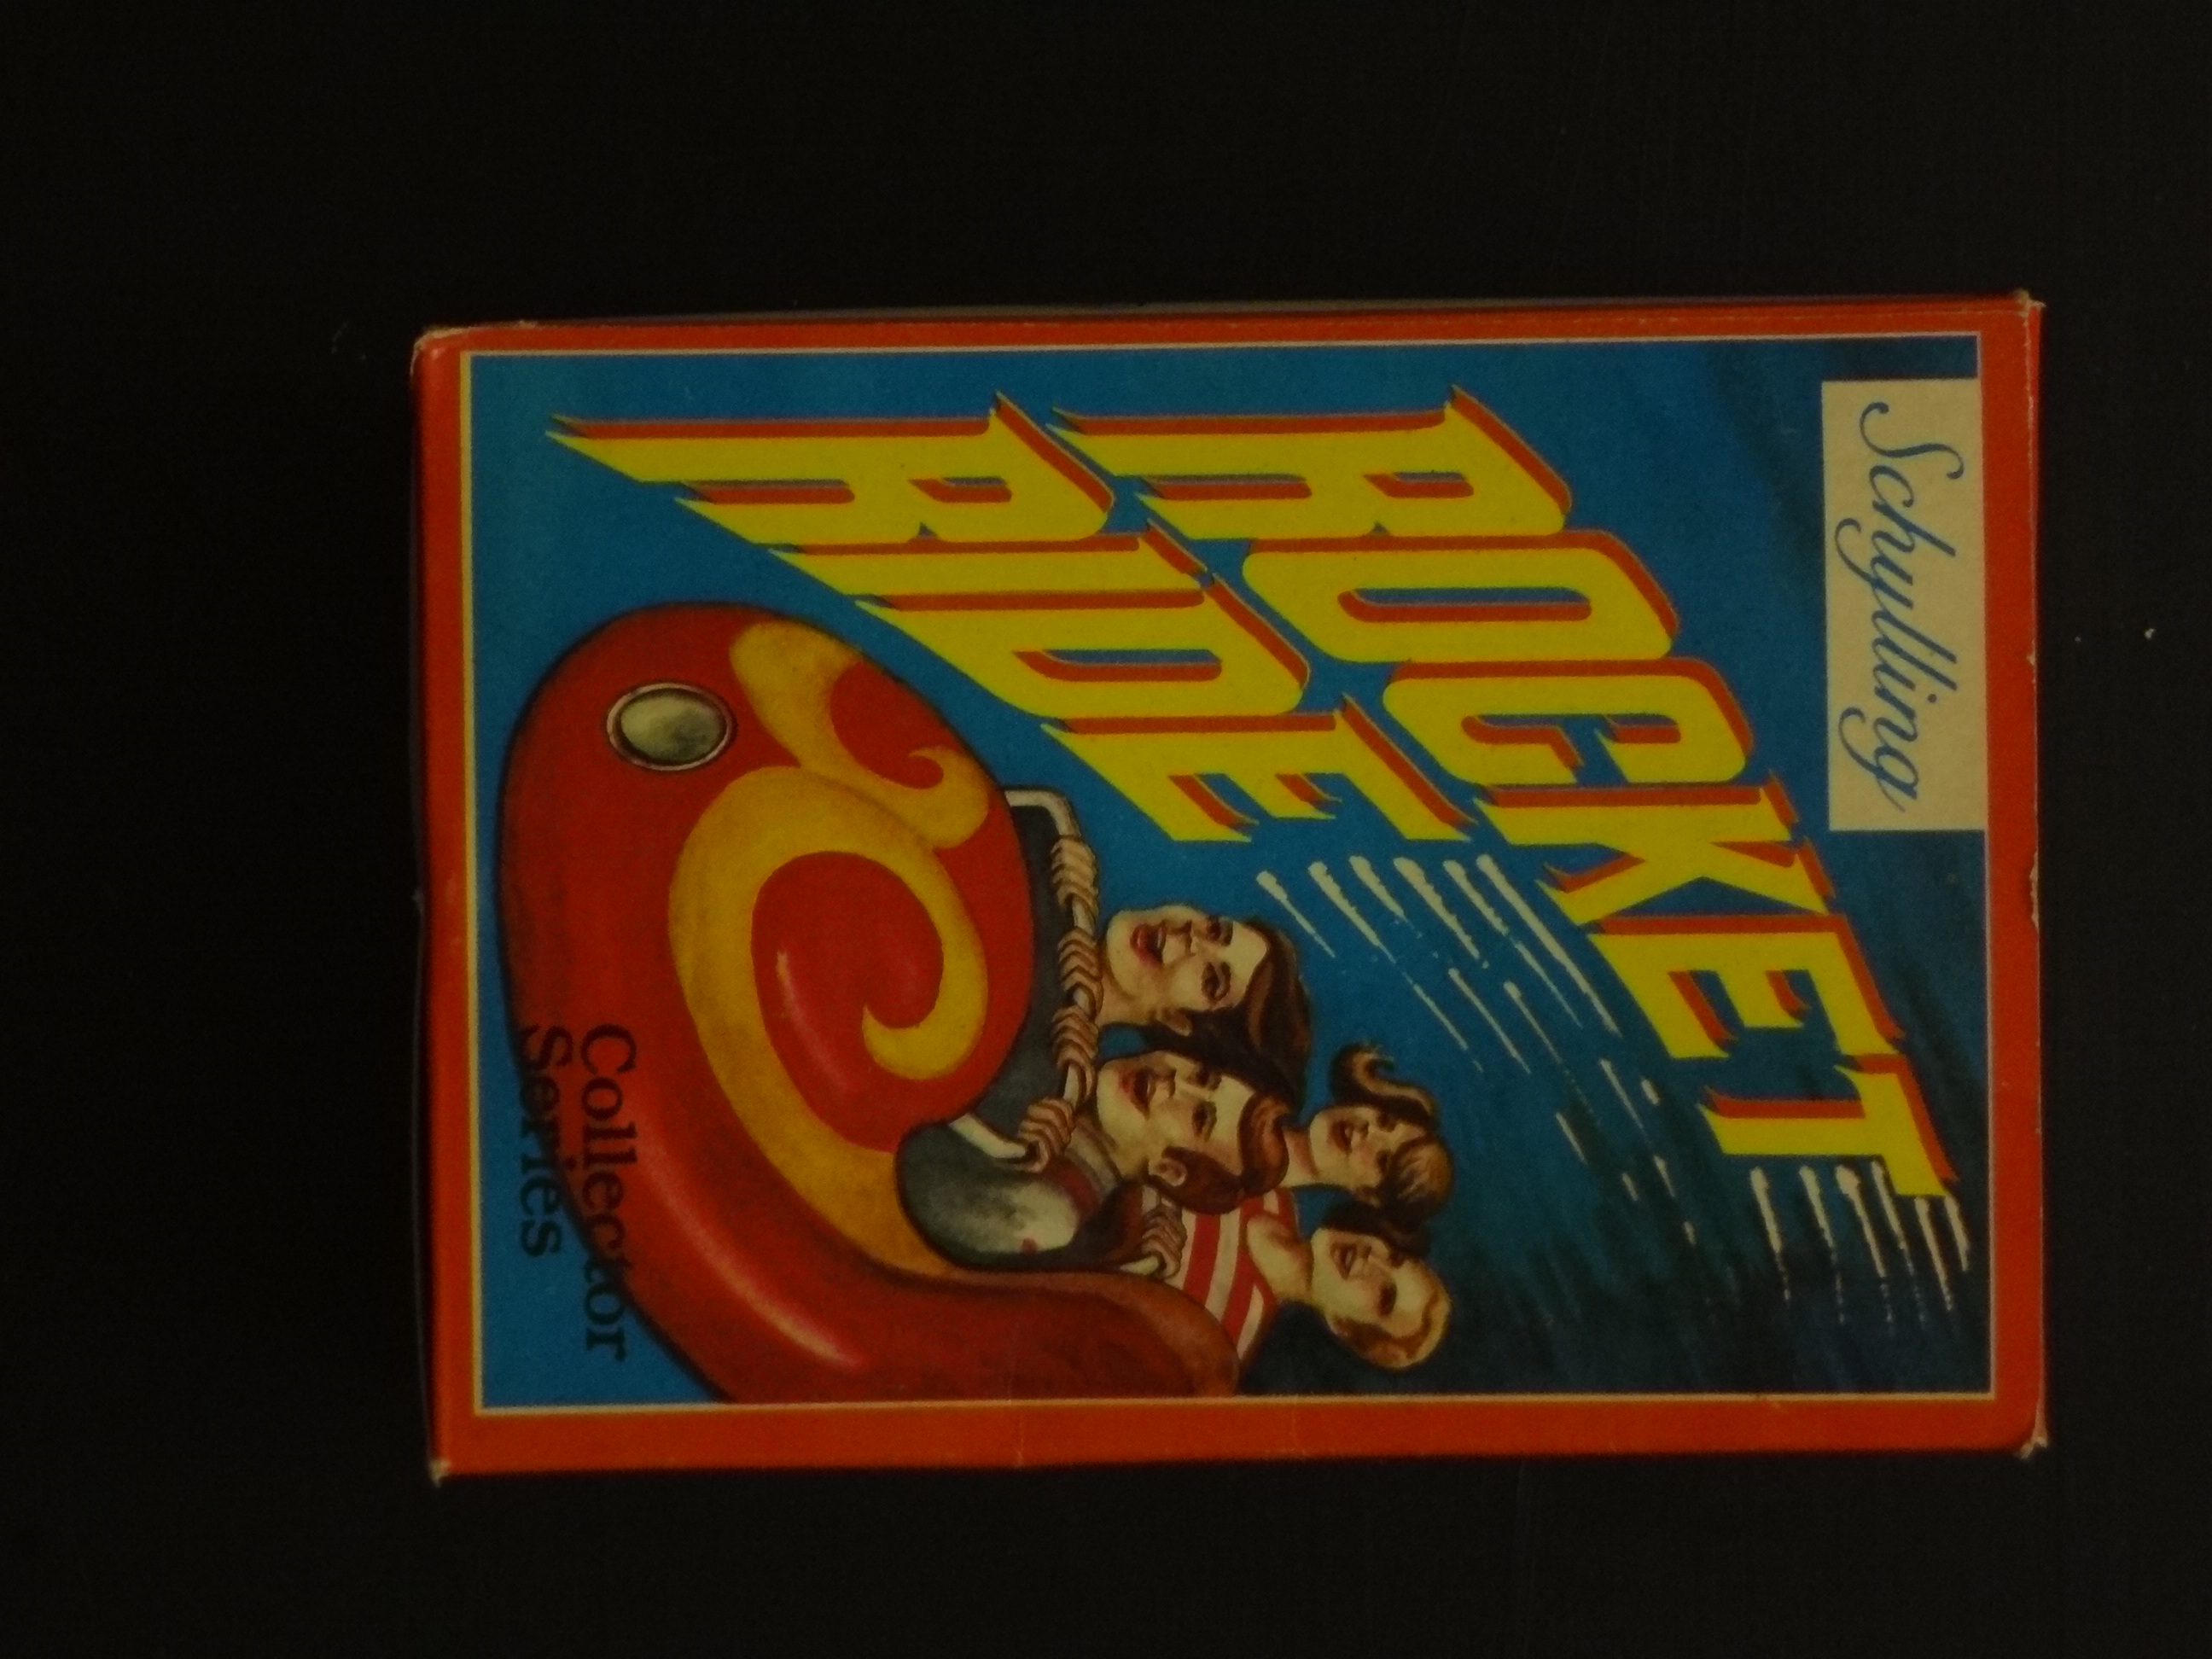 Schylling
ROCKET
RIDE
Collector
Series